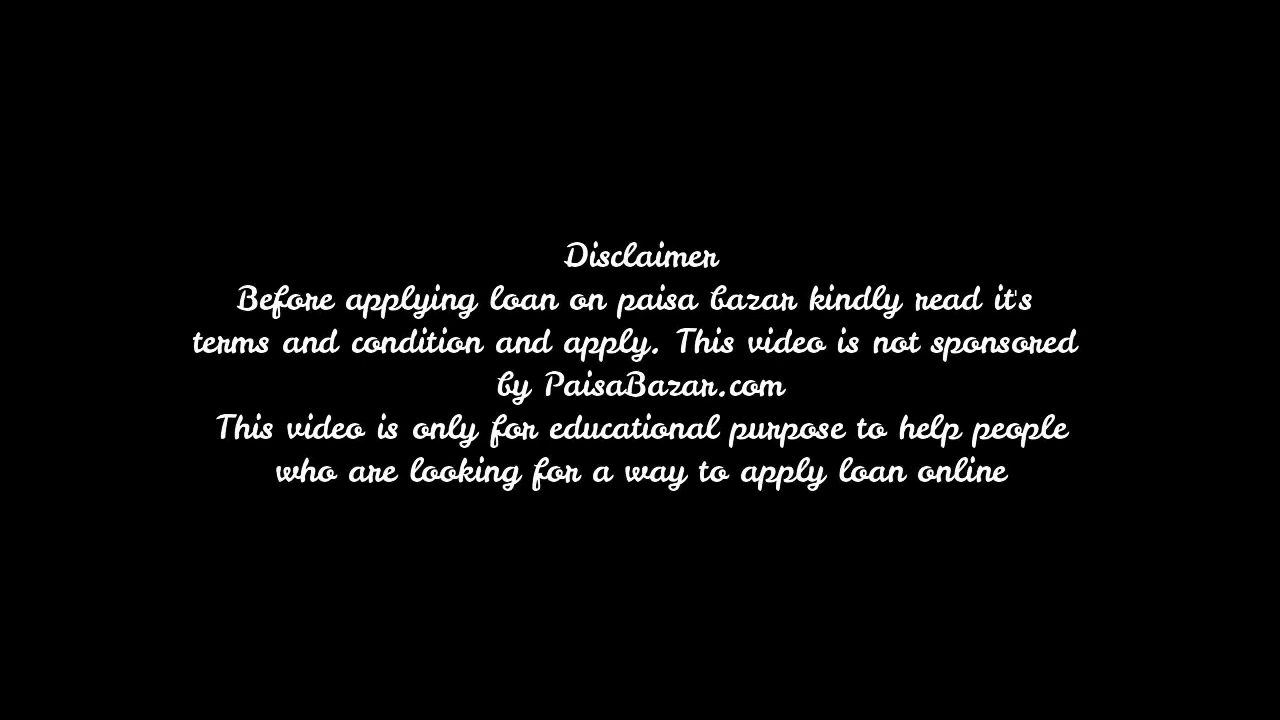 Disclaimer
Before applying loan on paisa bazar kindly read it's
terms and condition and apply. This video is not sponsored
by PaisaBazar.com
This video is only for educational purpose to help people
who are looking for a way to apply loan online